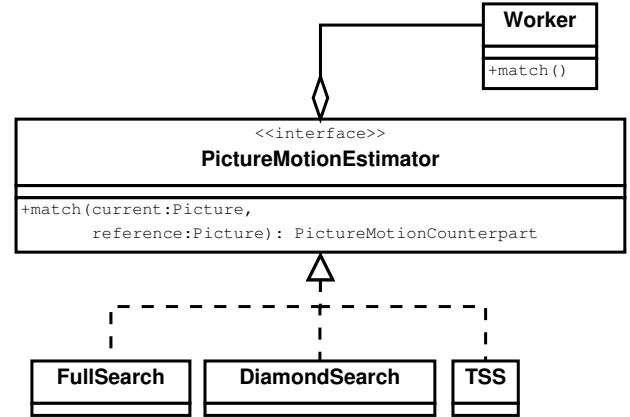 Worker
+match()
<<interface>>
PictureMotionEstimator
+match(current:Picture,
reference:Picture): PictureMotionCounterpart
FullSearch
DiamondSearch
TSS